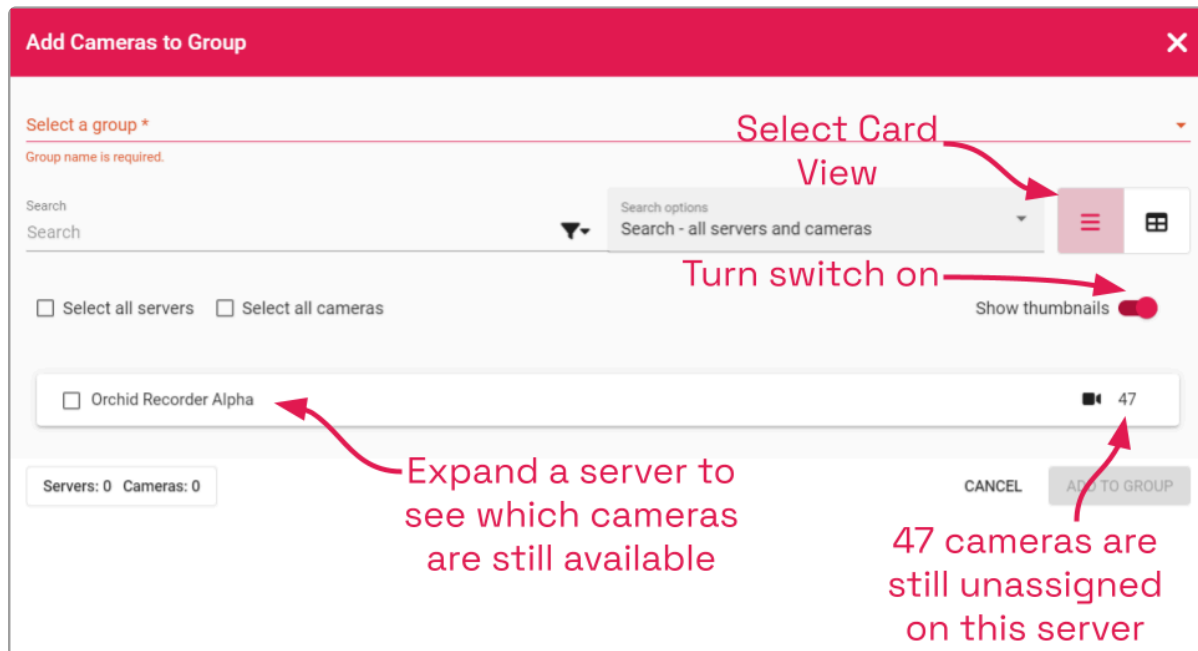 Add Cameras to Group
Select a group *
Group name is required.
Select Card
View
Search
Search
Search options
Search - all servers and cameras
Turn switch on
Select all servers
Select all cameras
Show thumbnails
Orchid Recorder Alpha
47
Expand a server to
see which cameras
are still available
Servers: 0 Cameras: 0
CANCEL
ADD TO GROUP
47 cameras are
still unassigned
on this server